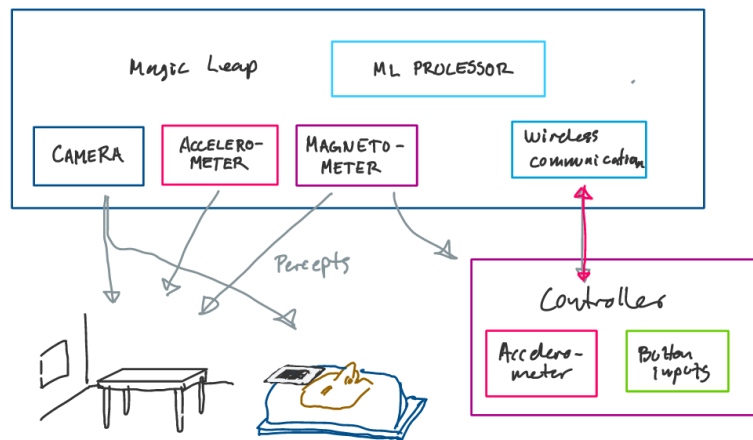 Magic Leap
ML PROCESSOR
CAMERA
ACCELERO-
METER
MAGNETO-
METER
Wireless
communication
Percepts
Controller
Accelero-
meter
Button
inputs